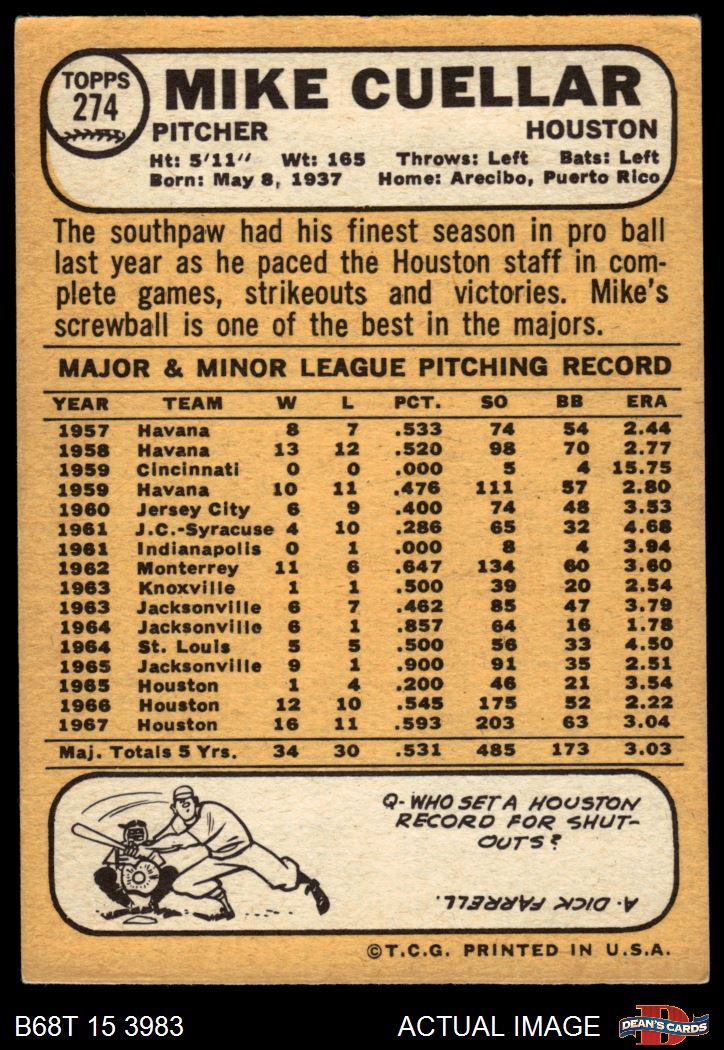 TOPPS
274
MIKE CUELLAR
PITCHER HOUSTON
Ht: 5'11" Wt: 165 Throws: Left Bats: Left
Born: May 8, 1937 Home: Arecibo, Puerto Rico
The southpaw had his finest season in pro ball
last year as he paced the Houston staff in com-
plete games, strikeouts and victories. Mike's
screwball is one of the best in the majors.
MAJOR & MINOR LEAGUE PITCHING RECORD
YEAR TEAM W L PCT. SO BB ERA
1957 Havana 8 7 .533 74 54 2.44
1958 Havana 13 12 .520 98 70 2.77
1959 Cincinnati 0 0 .000 5 4 15.75
1959 Havana 10 11 .476 111 57 2.80
1960 Jersey City 6 9 .400 74 48 3.53
1961 J.C.-Syracuse 4 10 .286 65 32 4.68
1961 Indianapolis 0 1 .000 8 4 3.94
1962 Monterrey 11 6 .647 134 60 3.60
1963 Knoxville 1 1 .500 39 20 2.54
1963 Jacksonville 6 7 .462 85 47 3.79
1964 Jacksonville 6 1 .857 64 16 1.78
1964 St. Louis 5 5 .500 56 33 4.50
1965 Jacksonville 9 1 .900 91 35 2.51
1965 Houston 1 4 .200 46 21 3.54
1966 Houston 12 10 .545 175 52 2.22
1967 Houston 16 11 .593 203 63 3.04
Maj. Totals 5 Yrs. 34 30 .531 485 173 3.03
Q- WHO SET A HOUSTON
RECORD FOR SHUT-
OUTS?
A. DICK FARRELL.
©T.C.G. PRINTED IN U.S.A.
B68T 15 3983 ACTUAL IMAGE
D
DEAN'S CARDS